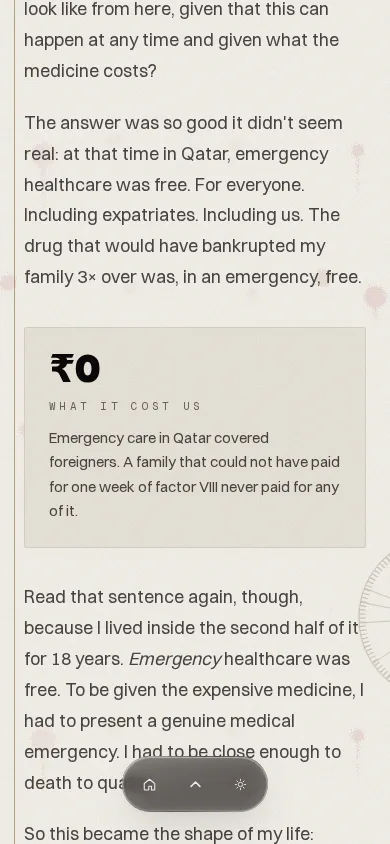 look like from here, given that this can
happen at any time and given what the
medicine costs?
The answer was so good it didn't seem
real: at that time in Qatar, emergency
healthcare was free. For everyone.
Including expatriates. Including us. The
drug that would have bankrupted my
family 3× over was, in an emergency, free.
₹0
WHAT IT COST US
Emergency care in Qatar covered
foreigners. A family that could not have paid
for one week of factor VIII never paid for any
of it.
Read that sentence again, though,
because I lived inside the second half of it
for 18 years. Emergency healthcare was
free. To be given the expensive medicine, I
had to present a genuine medical
emergency. I had to be close enough to
death to
So this became the shape of my life: